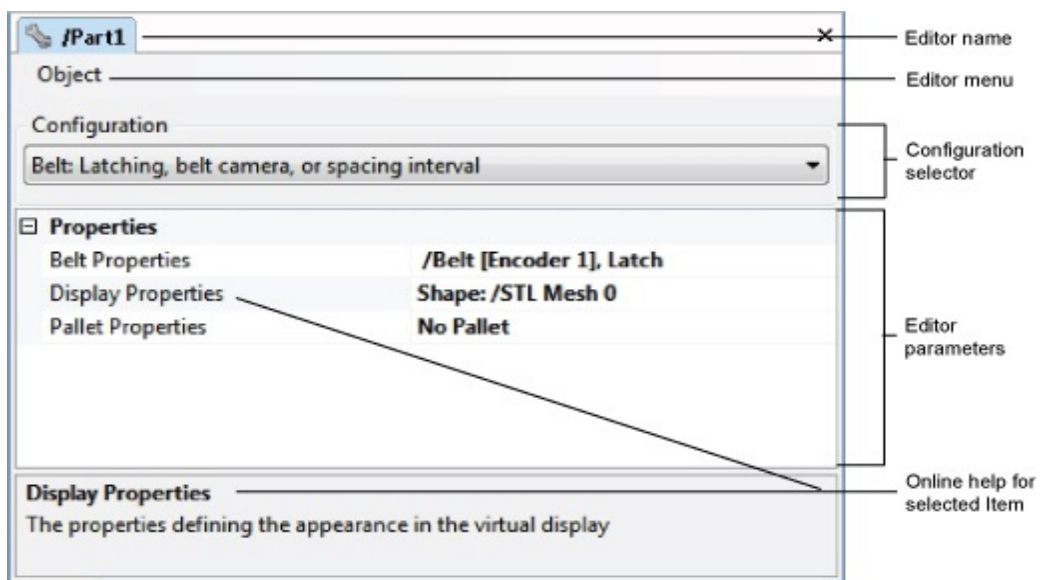 /Part1
Editor name
Object
Editor menu
Configuration
Belt: Latching, belt camera, or spacing interval
Configuration
selector
Properties
Belt Properties /Belt [Encoder 1], Latch
Display Properties Shape: /STL Mesh 0
Pallet Properties No Pallet
Editor
parameters
Display Properties
The properties defining the appearance in the virtual display
Online help for
selected Item